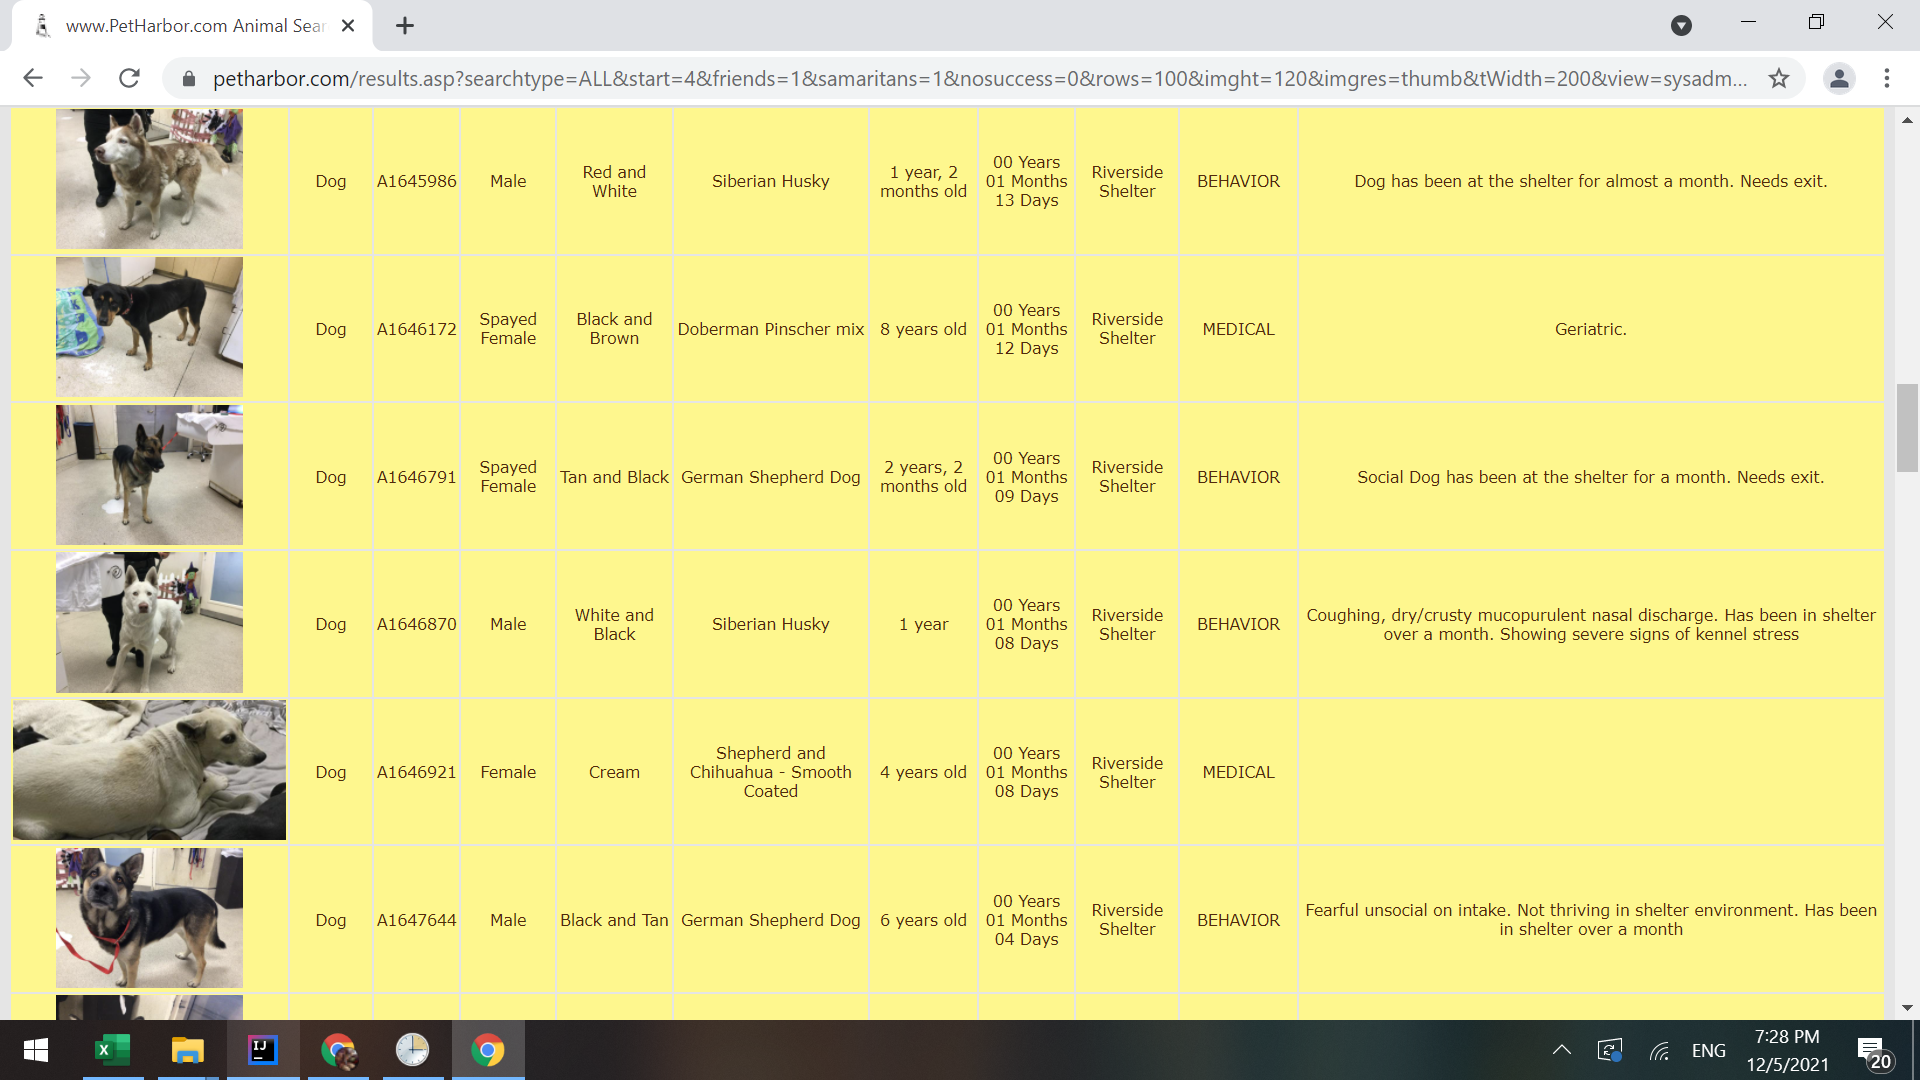 www.PetHarbor.com Animal Sear
petharbor.com/results.asp?searchtype=ALL&start=4&friends=1&samaritans=1&nosuccess=0&rows=100&imght=120&imgres=thumb&tWidth=200&view=sysadm...
Dog
A1645986
Male
Red and
White
Siberian Husky
1 year, 2
months old
00 Years
01 Months
13 Days
Riverside
Shelter
BEHAVIOR
Dog has been at the shelter for almost a month. Needs exit.
Dog
A1646172
Spayed
Female
Black and
Brown
Doberman Pinscher mix
8 years old
00 Years
01 Months
12 Days
Riverside
Shelter
MEDICAL
Geriatric.
Dog
A1646791
Spayed
Female
Tan and Black
German Shepherd Dog
2 years, 2
months old
00 Years
01 Months
09 Days
Riverside
Shelter
BEHAVIOR
Social Dog has been at the shelter for a month. Needs exit.
Dog
A1646870
Male
White and
Black
Siberian Husky
1 year
00 Years
01 Months
08 Days
Riverside
Shelter
BEHAVIOR
Coughing, dry/crusty mucopurulent nasal discharge. Has been in shelter
over a month. Showing severe signs of kennel stress
Dog
A1646921
Female
Cream
Shepherd and
Chihuahua - Smooth
Coated
4 years old
00 Years
01 Months
08 Days
Riverside
Shelter
MEDICAL
Dog
A1647644
Male
Black and Tan
German Shepherd Dog
6 years old
00 Years
01 Months
04 Days
Riverside
Shelter
BEHAVIOR
Fearful unsocial on intake. Not thriving in shelter environment. Has been
in shelter over a month
X
IJ
ENG
7:28 PM
12/5/2021
20